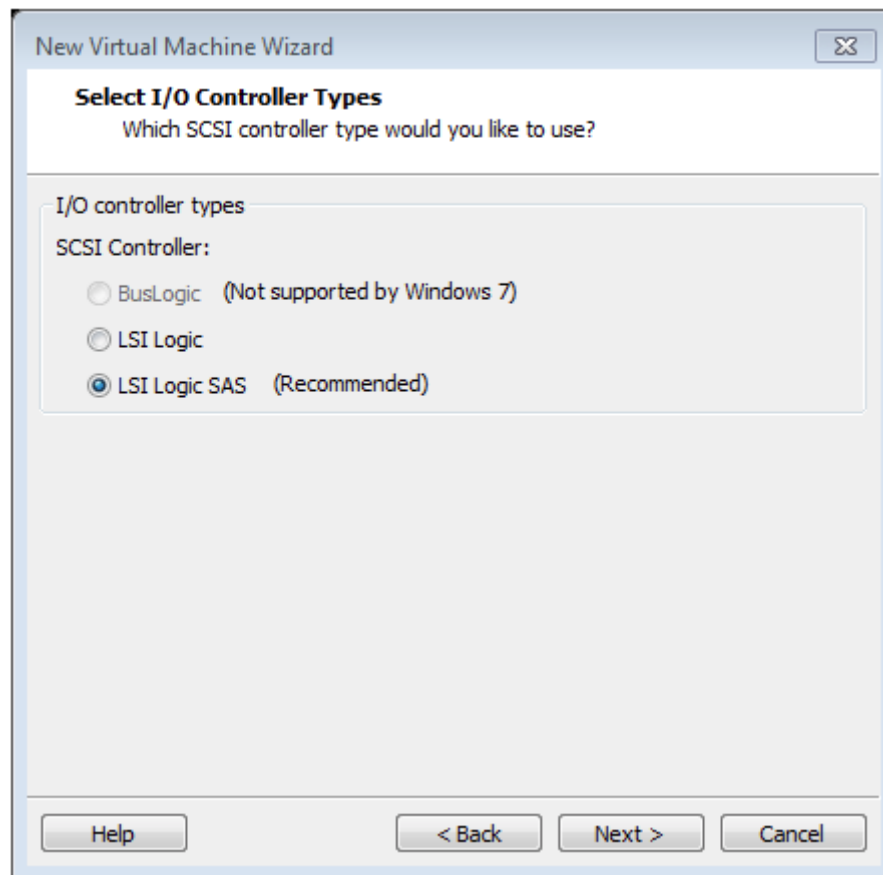 New Virtual Machine Wizard
Select I/O Controller Types
Which SCSI controller type would you like to use?
I/O controller types
SCSI Controller:
BusLogic (Not supported by Windows 7)
LSI Logic
LSI Logic SAS (Recommended)
Help < Back Next > Cancel